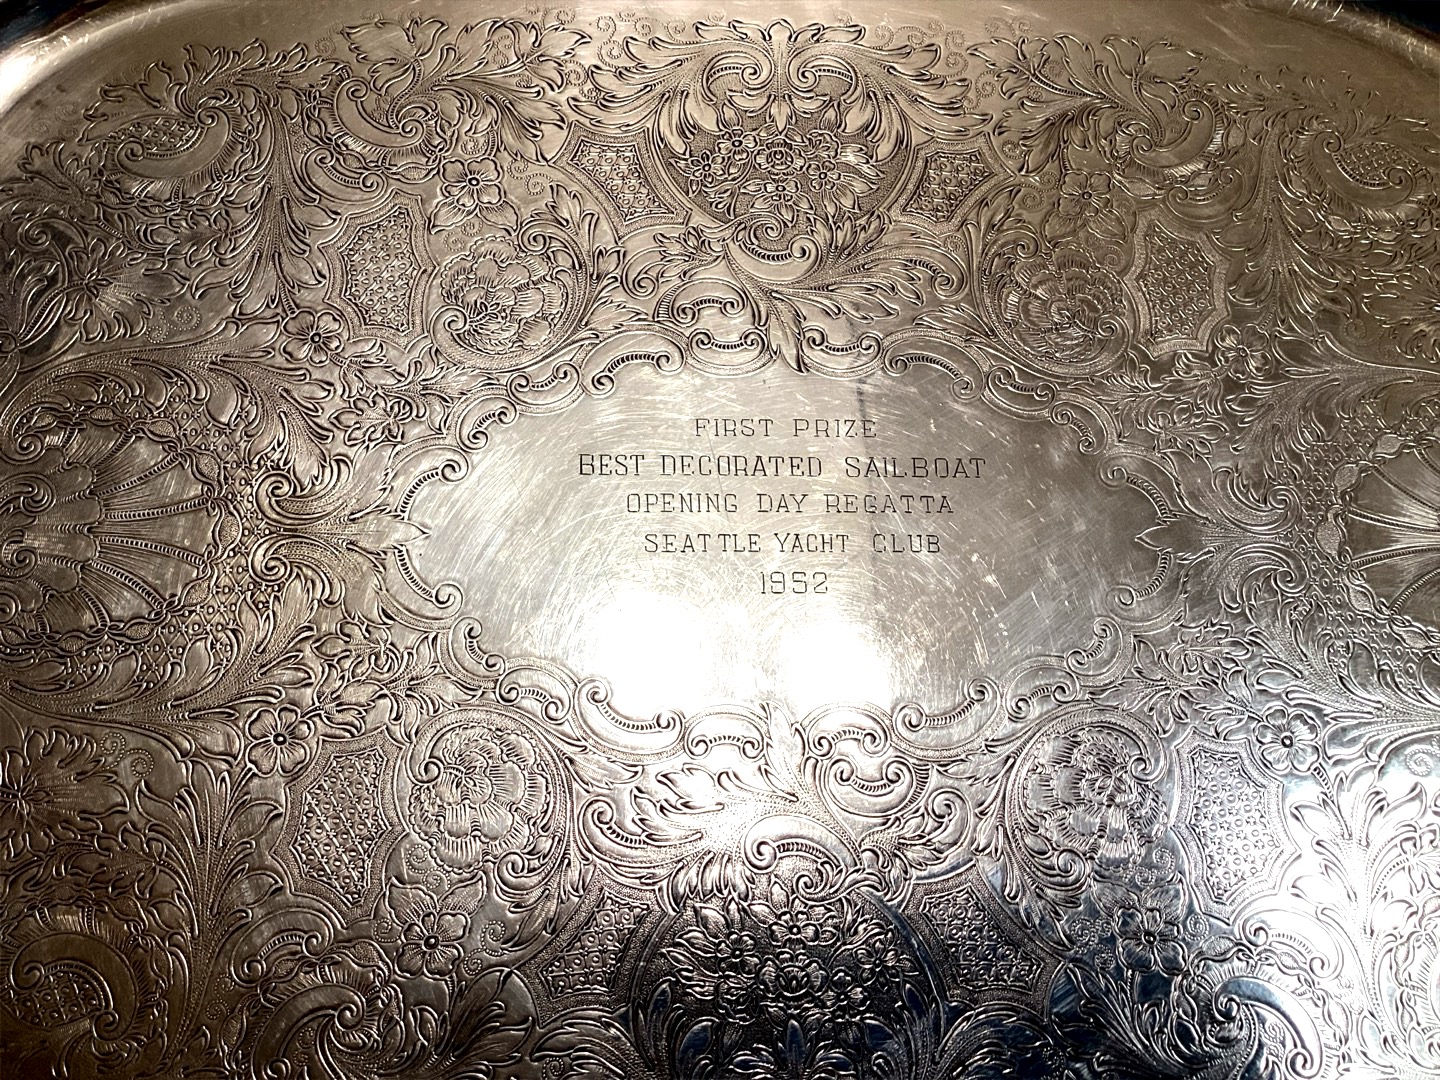 FIRST PRIZE
BEST DECORATED SAILBOAT
OPENING DAY REGATTA
SEATTLE YACHT CLUB
1952